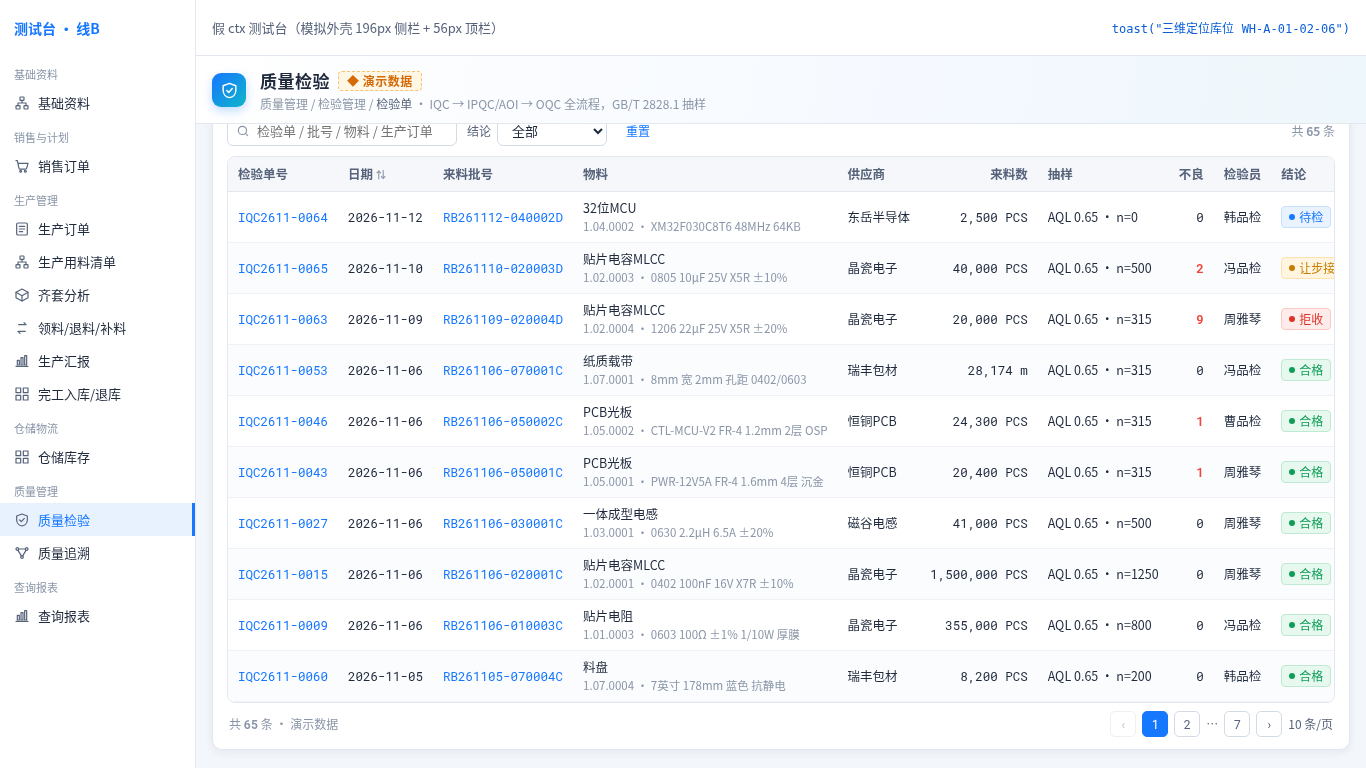 测试台 · 线B
基础资料
基础资料
销售与计划
销售订单
生产管理
生产订单
生产用料清单
齐套分析
领料/退料/补料
生产汇报
完工入库/退库
仓储物流
仓储库存
质量管理
质量检验
质量追溯
查询报表
查询报表
假 ctx 测试台（模拟外壳 196px 侧栏 + 56px 顶栏）
toast("三维定位库位 WH-A-01-02-06")
质量检验 ◆ 演示数据
质量管理 / 检验管理 / 检验单 · IQC → IPQC/AOI → OQC 全流程，GB/T 2828.1 抽样
检验单 / 批号 / 物料 / 生产订单 结论 全部 重置 共 65 条
检验单号 日期 ⇅ 来料批号 物料 供应商 来料数 抽样 不良 检验员 结论
IQC2611-0064 2026-11-12 RB261112-040002D 32位MCU 东岳半导体 2,500 PCS AQL 0.65 · n=0 0 韩品检 待检
1.04.0002 · XM32F030C8T6 48MHz 64KB
IQC2611-0065 2026-11-10 RB261110-020003D 贴片电容MLCC 晶瓷电子 40,000 PCS AQL 0.65 · n=500 2 冯品检 让步接
1.02.0003 · 0805 10μF 25V X5R ±10%
IQC2611-0063 2026-11-09 RB261109-020004D 贴片电容MLCC 晶瓷电子 20,000 PCS AQL 0.65 · n=315 9 周雅琴 拒收
1.02.0004 · 1206 22μF 25V X5R ±20%
IQC2611-0053 2026-11-06 RB261106-070001C 纸质载带 瑞丰包材 28,174 m AQL 0.65 · n=315 0 冯品检 合格
1.07.0001 · 8mm 宽 2mm 孔距 0402/0603
IQC2611-0046 2026-11-06 RB261106-050002C PCB光板 恒铜PCB 24,300 PCS AQL 0.65 · n=315 1 曹品检 合格
1.05.0002 · CTL-MCU-V2 FR-4 1.2mm 2层 OSP
IQC2611-0043 2026-11-06 RB261106-050001C PCB光板 恒铜PCB 20,400 PCS AQL 0.65 · n=315 1 周雅琴 合格
1.05.0001 · PWR-12V5A FR-4 1.6mm 4层 沉金
IQC2611-0027 2026-11-06 RB261106-030001C 一体成型电感 磁谷电感 41,000 PCS AQL 0.65 · n=500 0 周雅琴 合格
1.03.0001 · 0630 2.2μH 6.5A ±20%
IQC2611-0015 2026-11-06 RB261106-020001C 贴片电容MLCC 晶瓷电子 1,500,000 PCS AQL 0.65 · n=1250 0 周雅琴 合格
1.02.0001 · 0402 100nF 16V X7R ±10%
IQC2611-0009 2026-11-06 RB261106-010003C 贴片电阻 晶瓷电子 355,000 PCS AQL 0.65 · n=800 0 冯品检 合格
1.01.0003 · 0603 100Ω ±1% 1/10W 厚膜
IQC2611-0060 2026-11-05 RB261105-070004C 料盘 瑞丰包材 8,200 PCS AQL 0.65 · n=200 0 韩品检 合格
1.07.0004 · 7英寸 178mm 蓝色 抗静电
共 65 条 · 演示数据 ‹ 1 2 ··· 7 › 10 条/页